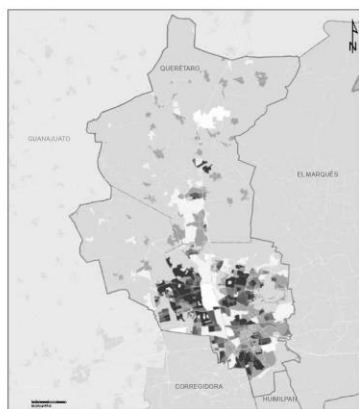 N
QUERÉTARO
GUANAJUATO
EL MARQUÉS
CORREGIDORA
HUIMILPAN